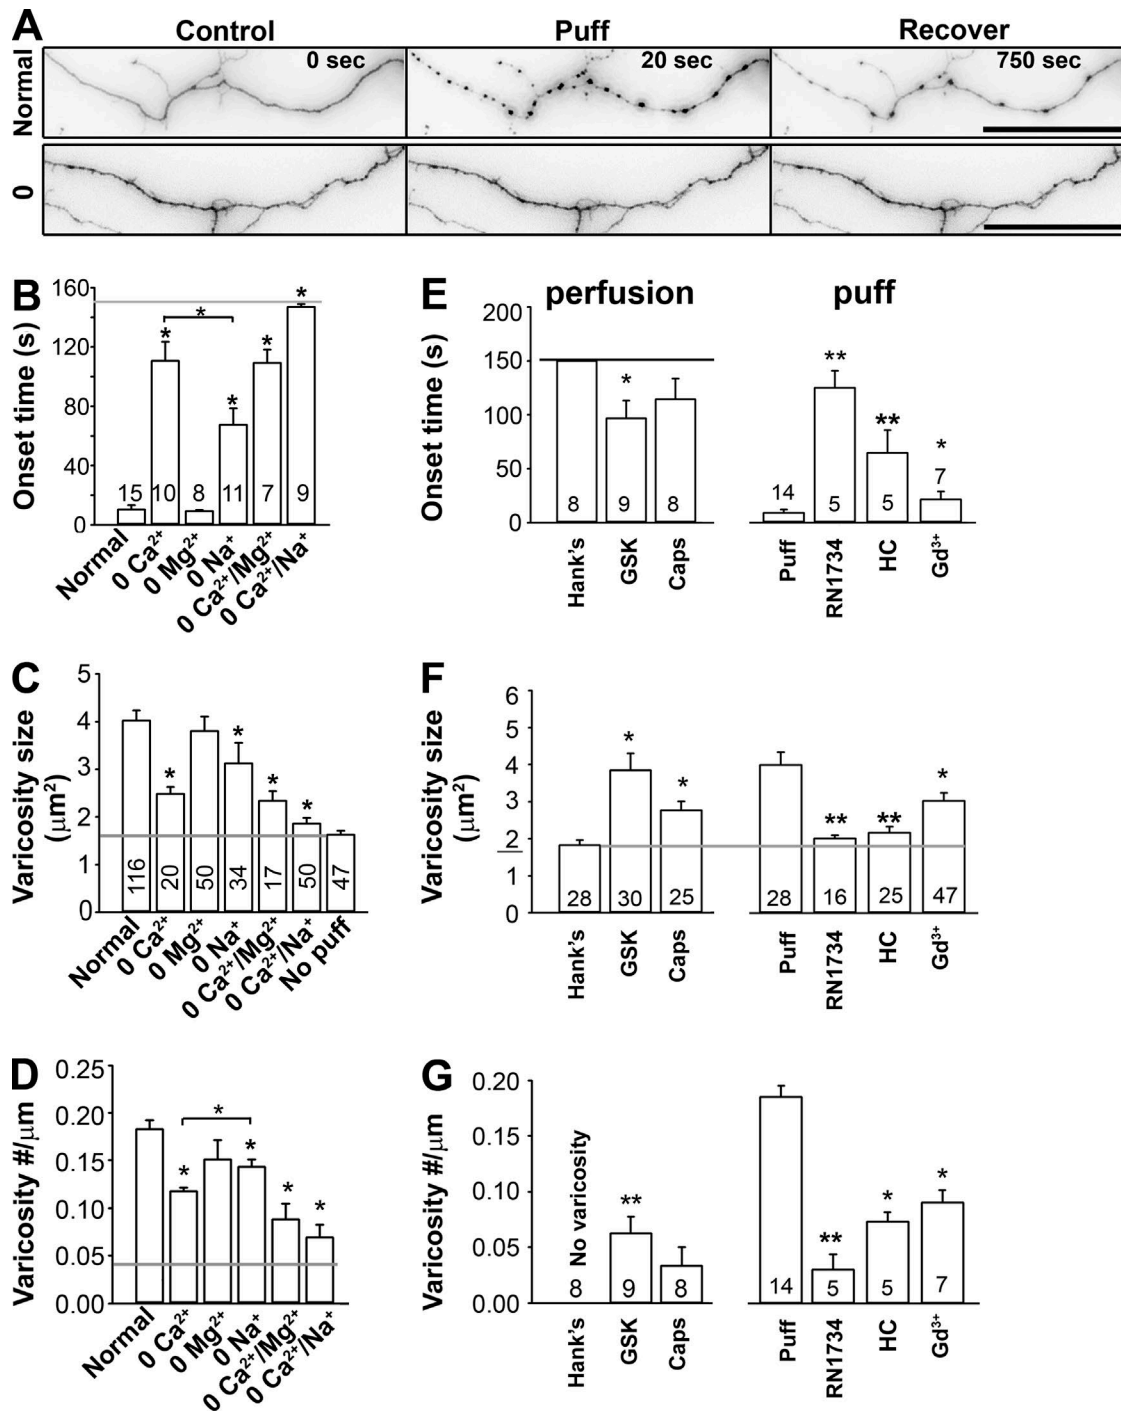 A
Control
Puff
Recover
Normal
0 sec
20 sec
750 sec
0
B
Onset time (s)
160
120
80
40
0
15
10
8
11
7
9
*
*
*
*
*
Normal
0 Ca²⁺
0 Mg²⁺
0 Na⁺
0 Ca²⁺/Mg²⁺
0 Ca²⁺/Na⁺
E
perfusion
puff
Onset time (s)
200
150
100
50
0
*
**
**
*
8
9
8
14
5
5
7
Hank's
GSK
Caps
Puff
RN1734
HC
Gd³⁺
C
Varicosity size
(μm²)
5
4
3
2
1
0
*
*
*
*
116
20
50
34
17
50
47
Normal
0 Ca²⁺
0 Mg²⁺
0 Na⁺
0 Ca²⁺/Mg²⁺
0 Ca²⁺/Na⁺
No puff
F
Varicosity size
(μm²)
6
5
4
3
2
1
0
*
*
**
**
*
28
30
25
28
16
25
47
Hank's
GSK
Caps
Puff
RN1734
HC
Gd³⁺
D
Varicosity #/μm
0.25
0.20
0.15
0.10
0.05
0.00
*
*
*
*
*
Normal
0 Ca²⁺
0 Mg²⁺
0 Na⁺
0 Ca²⁺/Mg²⁺
0 Ca²⁺/Na⁺
G
Varicosity #/μm
0.20
0.15
0.10
0.05
0.00
No varicosity
**
**
*
*
8
9
8
14
5
5
7
Hank's
GSK
Caps
Puff
RN1734
HC
Gd³⁺